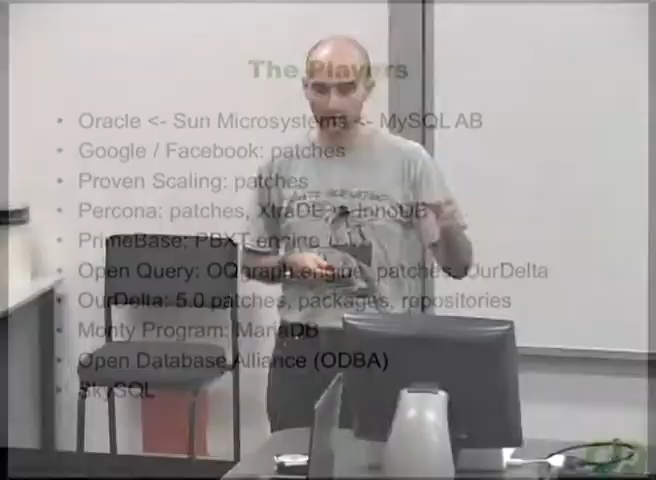 The Players
• Oracle <- Sun Microsystems <- MySQL AB
• Google / Facebook: patches
• Proven Scaling: patches
• Percona: patches, XtraDB InnoDB
• PrimeBase: PBXT engine
• Open Query: OQgraph engine, patches, OurDelta
• OurDelta: 5.0 patches, packages, repositories
• Monty Program: MariaDB
• Open Database Alliance (ODBA)
• SkySQL